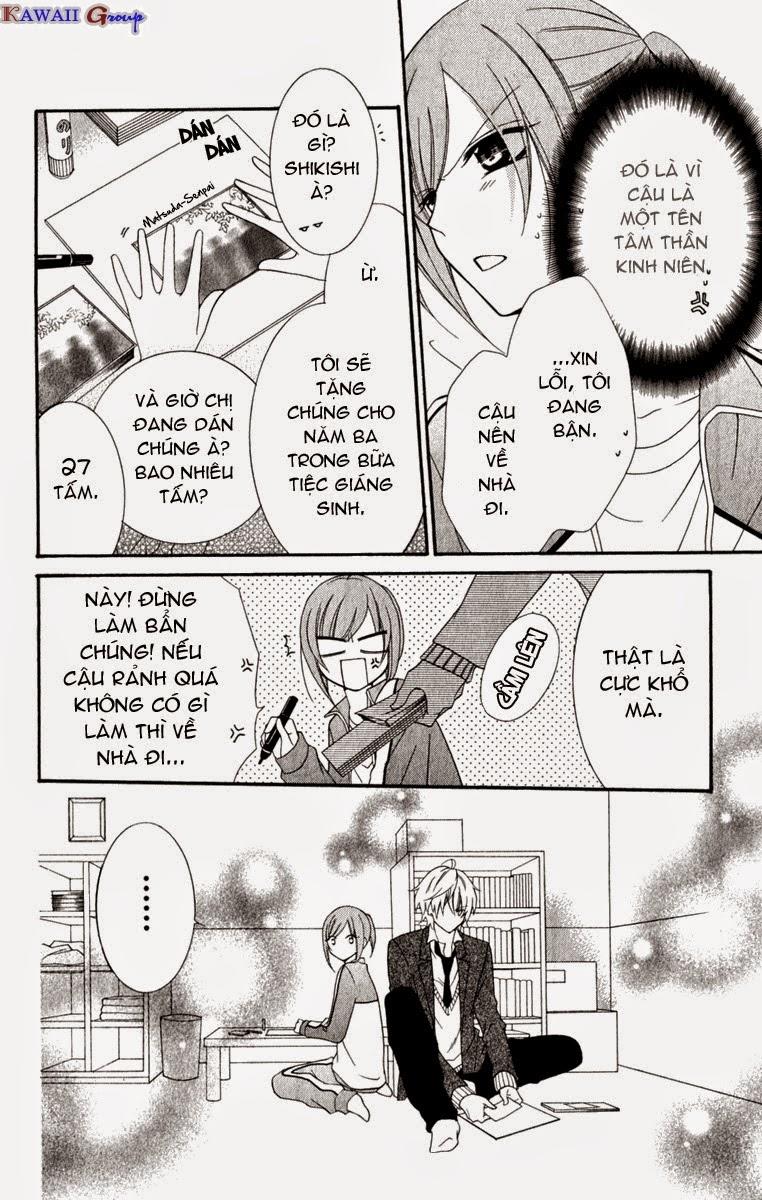 KAWAII Group
ĐÓ LÀ VÌ
CẬU LÀ
MỘT TÊN
TÂM THẦN
KINH NIÊN.
...XIN
LỖI, TÔI
ĐANG
BẬN.
CẬU
NÊN VỀ
NHÀ
ĐI.
ĐÓ LÀ
GÌ?
SHIKISHI
À?
DÁN
DÁN
Matsuda-Senpai
のり
Ừ.
TÔI SẼ
TẶNG
CHÚNG CHO
NĂM BA
TRONG BỮA
TIỆC GIÁNG
SINH.
VÀ GIỜ CHỊ
ĐANG DÁN
CHÚNG À?
BAO NHIÊU
TẤM?
27
TẤM.
THẬT LÀ
CỰC KHỔ
MÀ.
CẦM LÊN
NÀY! ĐỪNG
LÀM BẨN
CHÚNG! NẾU
CẬU RẢNH QUÁ
KHÔNG CÓ GÌ
LÀM THÌ VỀ
NHÀ ĐI...
......